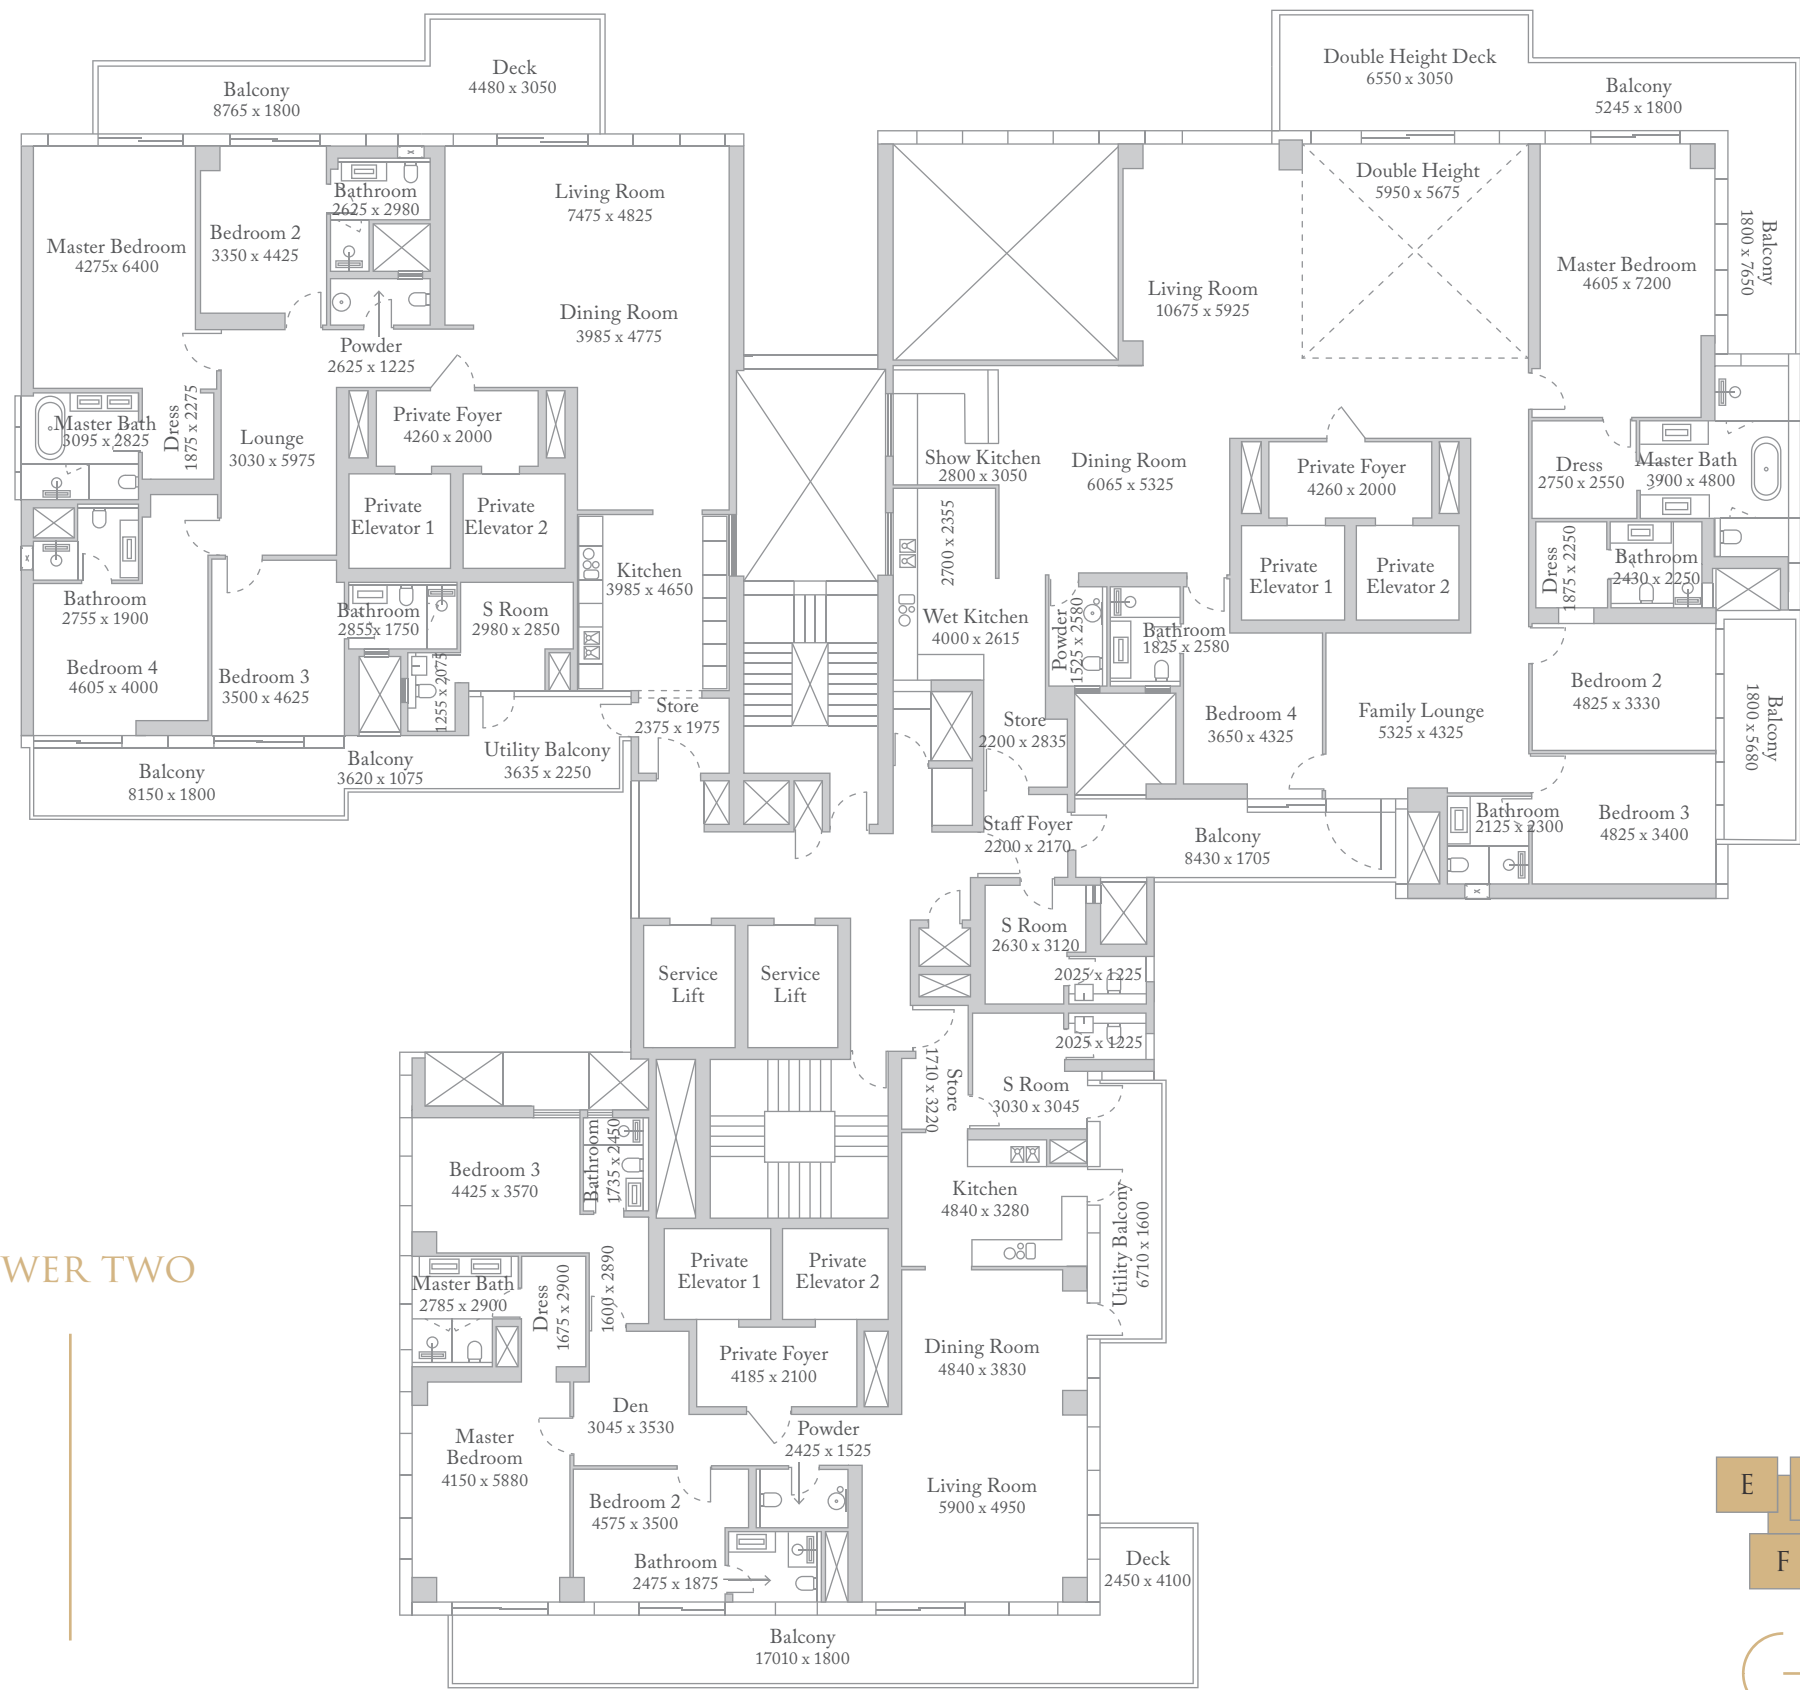 Deck
4480 x 3050
Balcony
8765 x 1800
Bathroom
2625 x 2980
Living Room
7475 x 4825
Bedroom 2
3350 x 4425
Master Bedroom
4275x 6400
Dining Room
3985 x 4775
Powder
2625 x 1225
Private Foyer
4260 x 2000
Master Bath
3095 x 2825
Dress
1875 x 2275
Lounge
3030 x 5975
Private
Elevator 1
Private
Elevator 2
Kitchen
3985 x 4650
Bathroom
2755 x 1900
Bathroom
2855x 1750
S Room
2980 x 2850
Bedroom 4
4605 x 4000
Bedroom 3
3500 x 4625
1255 x 2075
Store
2375 x 1975
Balcony
8150 x 1800
Balcony
3620 x 1075
Utility Balcony
3635 x 2250
Double Height Deck
6550 x 3050
Balcony
5245 x 1800
Double Height
5950 x 5675
Balcony
1800 x 7650
Living Room
10675 x 5925
Master Bedroom
4605 x 7200
Show Kitchen
2800 x 3050
Dining Room
6065 x 5325
Private Foyer
4260 x 2000
Dress
2750 x 2550
Master Bath
3900 x 4800
2700 x 2355
Private
Elevator 1
Private
Elevator 2
Dress
1875 x 2250
Bathroom
2430 x 2250
Wet Kitchen
4000 x 2615
Powder
1525 x 2580
Bathroom
1825 x 2580
Bedroom 2
4825 x 3330
Store
2200 x 2835
Bedroom 4
3650 x 4325
Family Lounge
5325 x 4325
Balcony
1800 x 5680
Staff Foyer
2200 x 2170
Balcony
8430 x 1705
Bathroom
2125 x 2300
Bedroom 3
4825 x 3400
S Room
2630 x 3120
2025 x 1225
Service
Lift
Service
Lift
2025 x 1225
Store
1710 x 3220
S Room
3030 x 3045
Bedroom 3
4425 x 3570
Bathroom
1735 x 2450
Kitchen
4840 x 3280
Utility Balcony
6710 x 1600
WER TWO
Private
Elevator 1
Private
Elevator 2
Master Bath
2785 x 2900
Dress
1675 x 2900
1600 x 2890
Private Foyer
4185 x 2100
Dining Room
4840 x 3830
Den
3045 x 3530
Powder
2425 x 1525
Master
Bedroom
4150 x 5880
Living Room
5900 x 4950
Bedroom 2
4575 x 3500
Bathroom
2475 x 1875
Deck
2450 x 4100
Balcony
17010 x 1800
E
F